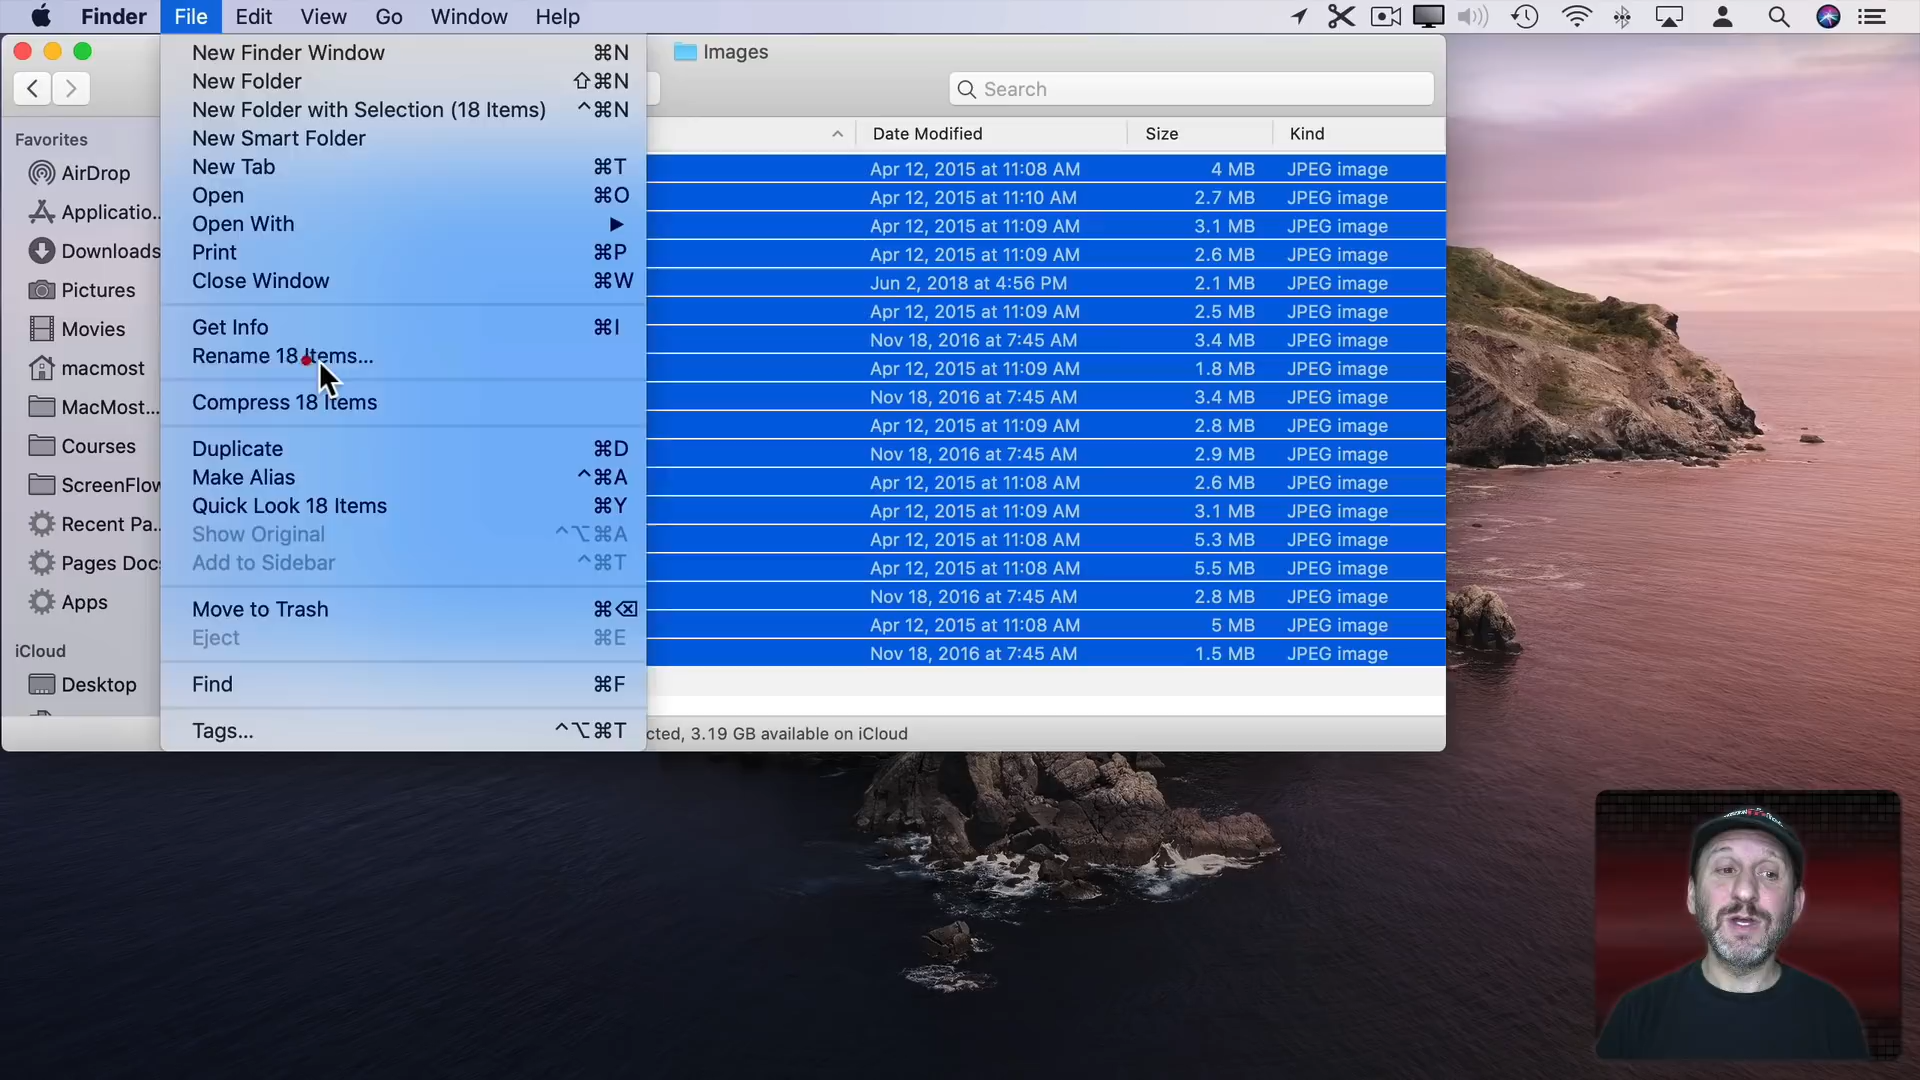 Finder File Edit View Go Window Help
Images
Search
New Finder Window ⌘N
New Folder ⇧⌘N
New Folder with Selection (18 Items) ^⌘N
New Smart Folder
New Tab ⌘T
Open ⌘O
Open With ▶
Print ⌘P
Close Window ⌘W
Get Info ⌘I
Rename 18 Items...
Compress 18 Items
Duplicate ⌘D
Make Alias ^⌘A
Quick Look 18 Items ⌘Y
Show Original ^⌥⌘A
Add to Sidebar ^⌘T
Move to Trash ⌘⌫
Eject ⌘E
Find ⌘F
Tags... ^⌥⌘T
Favorites
AirDrop
Applicatio..
Downloads
Pictures
Movies
macmost
MacMost...
Courses
ScreenFlow
Recent Pa..
Pages Docs
Apps
iCloud
Desktop
Date Modified Size Kind
Apr 12, 2015 at 11:08 AM 4 MB JPEG image
Apr 12, 2015 at 11:10 AM 2.7 MB JPEG image
Apr 12, 2015 at 11:09 AM 3.1 MB JPEG image
Apr 12, 2015 at 11:09 AM 2.6 MB JPEG image
Jun 2, 2018 at 4:56 PM 2.1 MB JPEG image
Apr 12, 2015 at 11:09 AM 2.5 MB JPEG image
Nov 18, 2016 at 7:45 AM 3.4 MB JPEG image
Apr 12, 2015 at 11:09 AM 1.8 MB JPEG image
Nov 18, 2016 at 7:45 AM 3.4 MB JPEG image
Apr 12, 2015 at 11:09 AM 2.8 MB JPEG image
Nov 18, 2016 at 7:45 AM 2.9 MB JPEG image
Apr 12, 2015 at 11:08 AM 2.6 MB JPEG image
Apr 12, 2015 at 11:09 AM 3.1 MB JPEG image
Apr 12, 2015 at 11:08 AM 5.3 MB JPEG image
Apr 12, 2015 at 11:08 AM 5.5 MB JPEG image
Nov 18, 2016 at 7:45 AM 2.8 MB JPEG image
Apr 12, 2015 at 11:08 AM 5 MB JPEG image
Nov 18, 2016 at 7:45 AM 1.5 MB JPEG image
cted, 3.19 GB available on iCloud